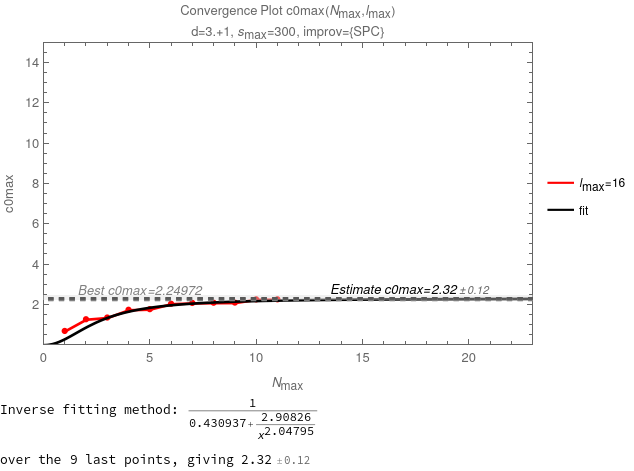 Convergence Plot c0max(Nmax,lmax)
d=3.+1, smax=300, improv={SPC}
14
12
10
8
6
4
2
c0max
Best c0max=2.24972
Estimate c0max=2.32 ±0.12
lmax=16
fit
0 5 10 15 20
Nmax
Inverse fitting method: 1
0.430937+ 2.90826
x^2.04795
over the 9 last points, giving 2.32 ±0.12